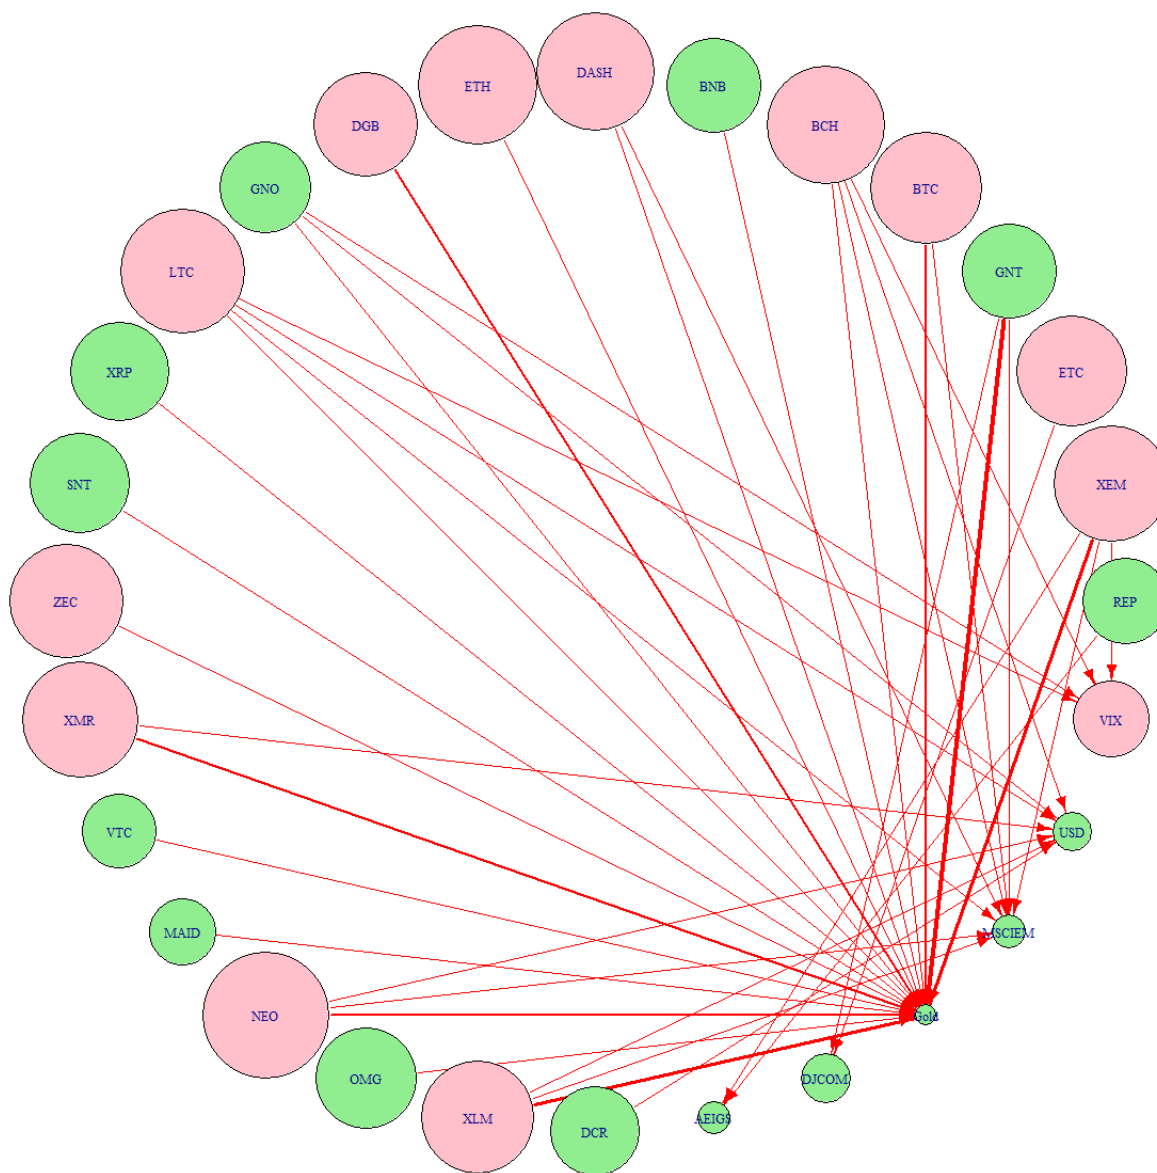 DASH
ETH
BNB
DGB
BCH
GNO
BTC
LTC
GNT
XRP
ETC
SNT
XEM
ZEC
REP
XMR
VIX
VTC
USD
MAID
MSCIEM
NEO
Gold
OMG
DJCOM
XLM
AEIGS
DCR